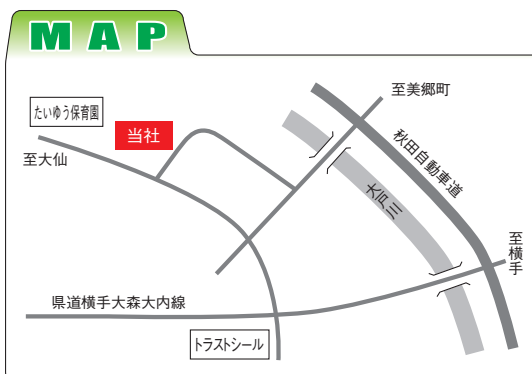 MAP
至美郷町
たいゆう保育園
当社
至大仙
秋田自動車道
大戸川
至横手
県道横手大森大内線
トラストシール